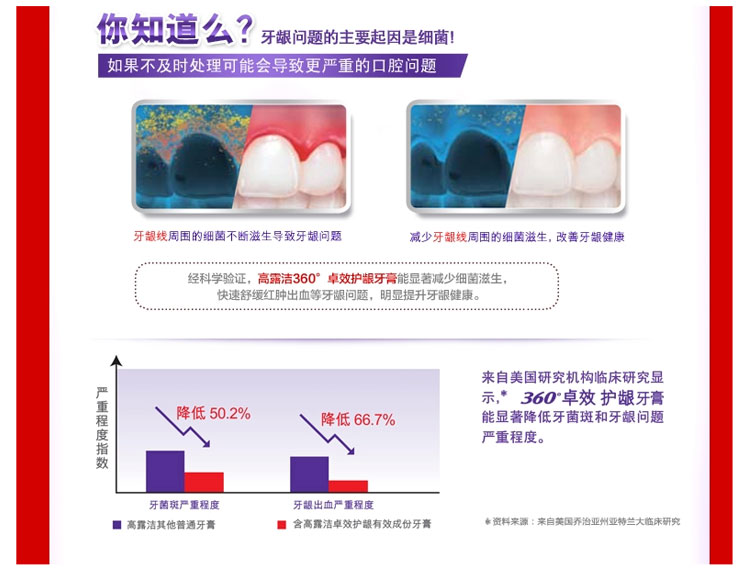 你知道么？牙龈问题的主要起因是细菌!
如果不及时处理可能会导致更严重的口腔问题
牙龈线周围的细菌不断滋生导致牙龈问题
减少牙龈线周围的细菌滋生, 改善牙龈健康
经科学验证，高露洁360°卓效护龈牙膏能显著减少细菌滋生，
快速舒缓红肿出血等牙龈问题，明显提升牙龈健康。
严重程度指数
降低 50.2%
降低 66.7%
牙菌斑严重程度
牙龈出血严重程度
高露洁其他普通牙膏
含高露洁卓效护龈有效成份牙膏
来自美国研究机构临床研究显
示,* 360°卓效 护龈牙膏
能显著降低牙菌斑和牙龈问题
严重程度。
*资料来源：来自美国乔治亚州亚特兰大临床研究